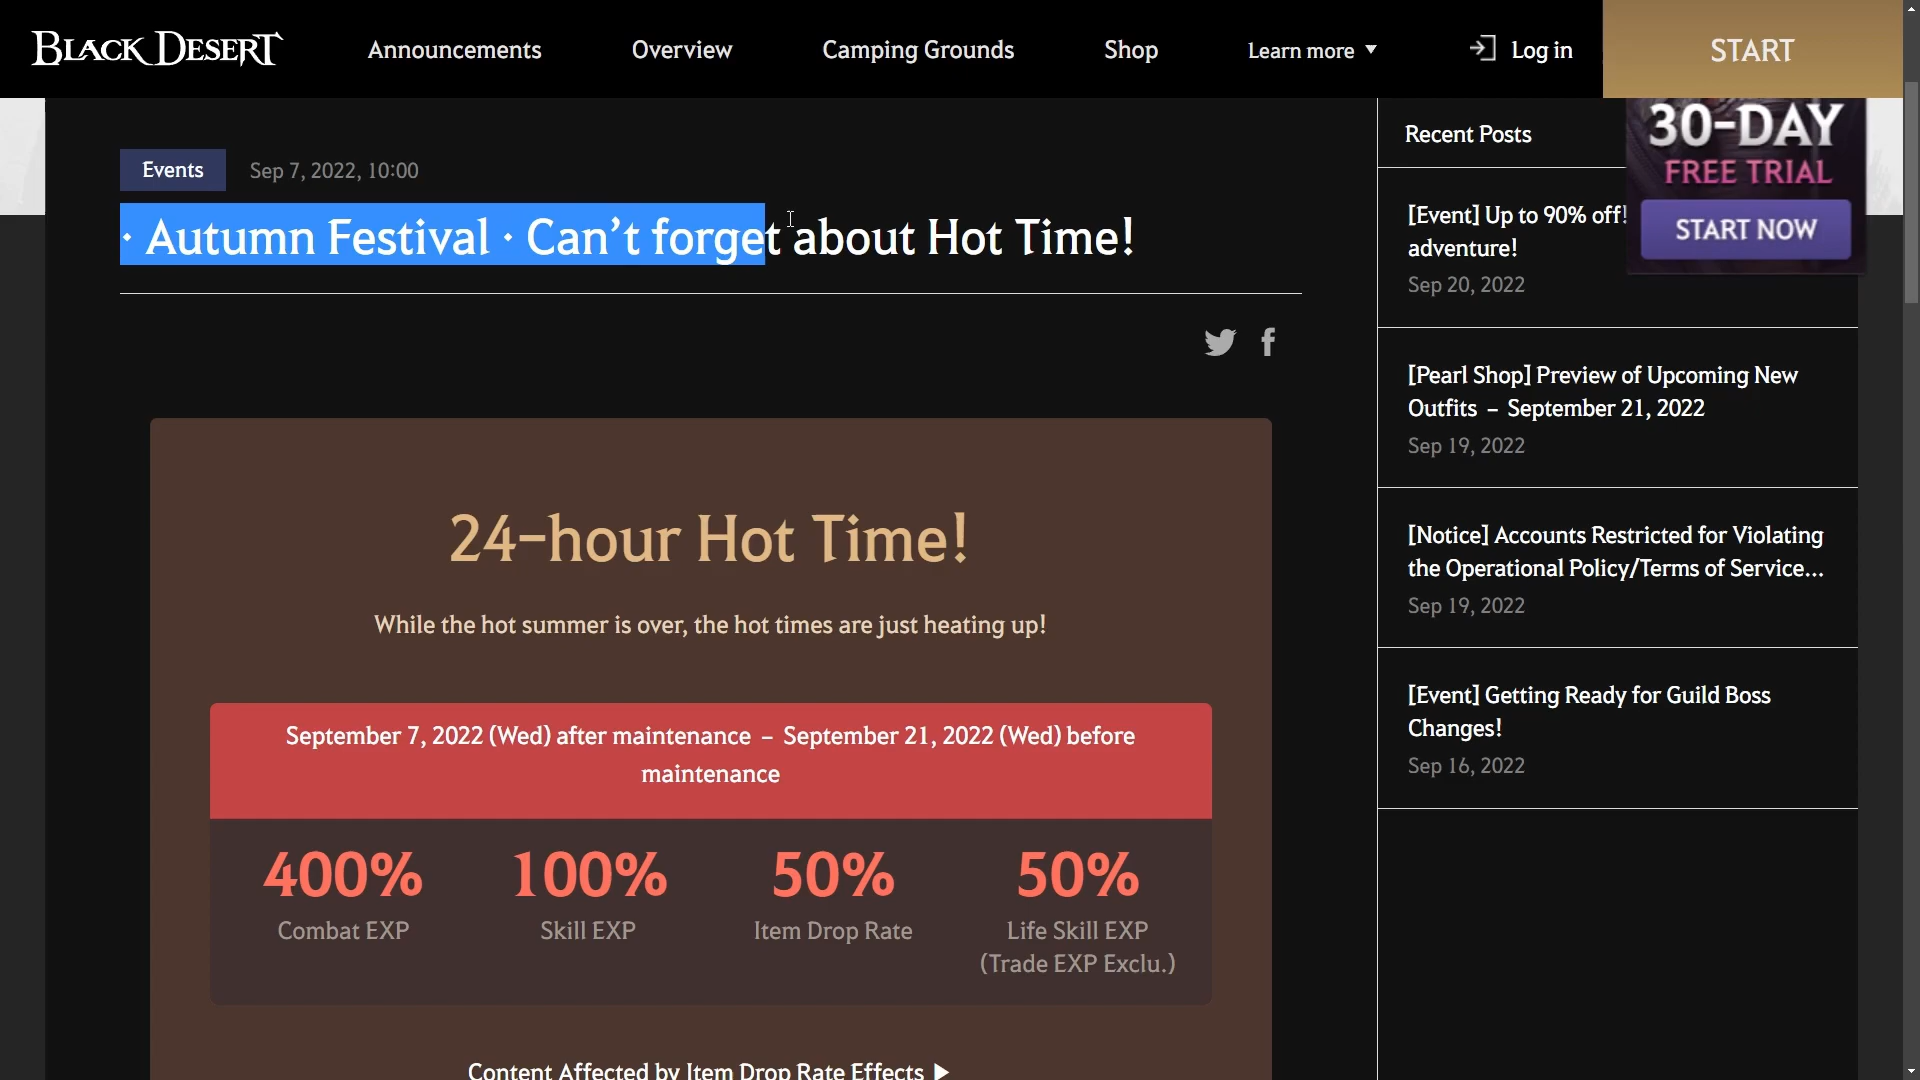 BLACK DESERT
Announcements
Overview
Camping Grounds
Shop
Learn more
Log in
START
Events
Sep 7, 2022, 10:00
· Autumn Festival · Can’t forget about Hot Time!
24-hour Hot Time!
While the hot summer is over, the hot times are just heating up!
September 7, 2022 (Wed) after maintenance – September 21, 2022 (Wed) before
maintenance
400%
Combat EXP
100%
Skill EXP
50%
Item Drop Rate
50%
Life Skill EXP
(Trade EXP Exclu.)
Content Affected by Item Drop Rate Effects ▶
Recent Posts
[Event] Up to 90% off!
adventure!
Sep 20, 2022
[Pearl Shop] Preview of Upcoming New
Outfits – September 21, 2022
Sep 19, 2022
[Notice] Accounts Restricted for Violating
the Operational Policy/Terms of Service...
Sep 19, 2022
[Event] Getting Ready for Guild Boss
Changes!
Sep 16, 2022
30-DAY
FREE TRIAL
START NOW